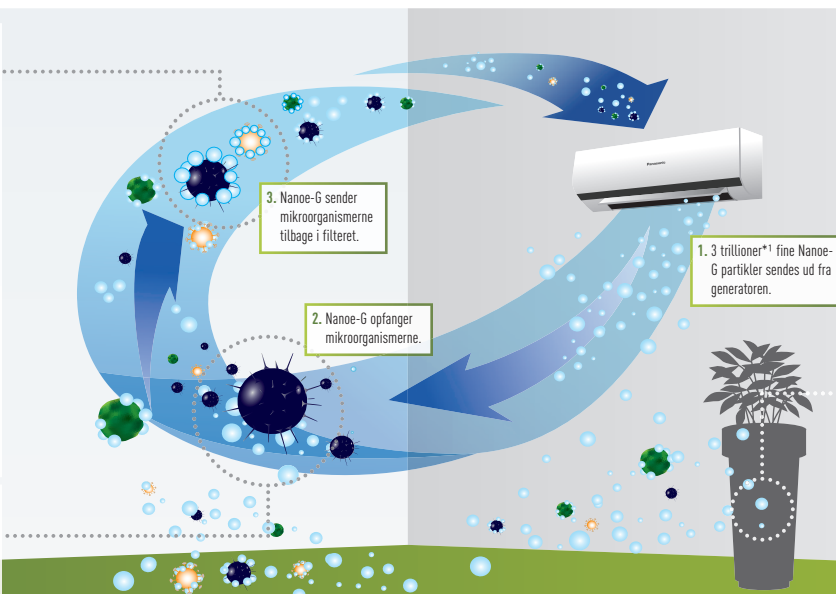 Panasonic
1. 3 trillioner*1 fine Nanoe-
G partikler sendes ud fra
generatoren.
2. Nanoe-G opfanger
mikroorganismerne.
3. Nanoe-G sender
mikroorganismerne
tilbage i filteret.